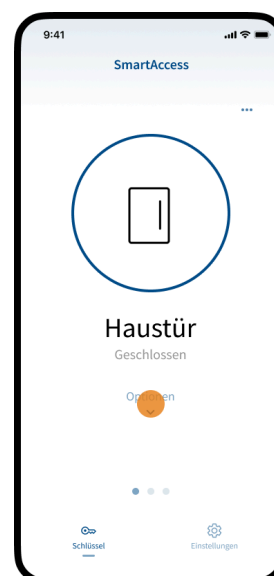 9:41
SmartAccess
Haustür
Geschlossen
Optionen
Schlüssel
Einstellungen